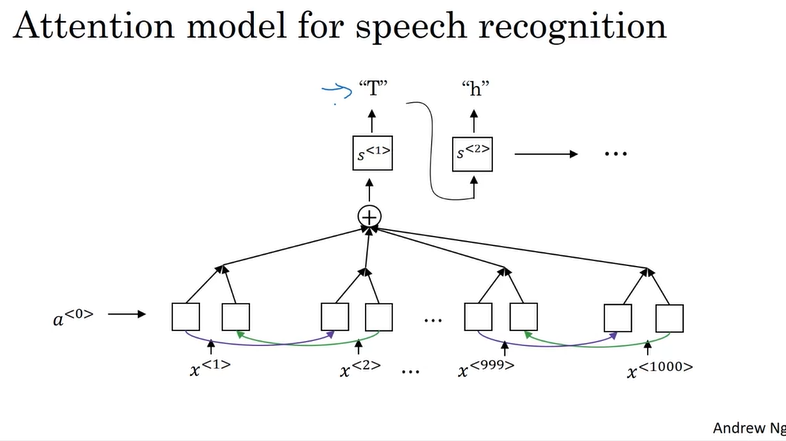 Attention model for speech recognition
“T” “h”
s<1> s<2> ...
+
a<0> ...
x<1> x<2> ... x<999> x<1000>
Andrew Ng